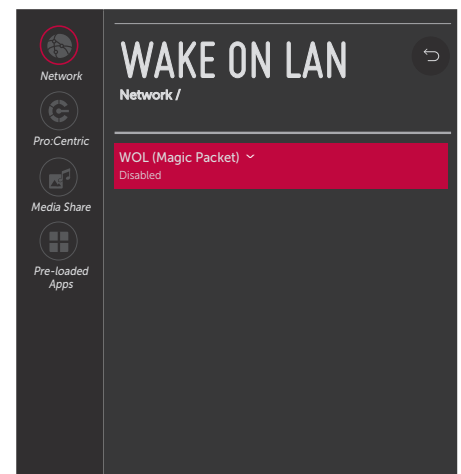 WAKE ON LAN
Network /
Network
Pro:Centric
Media Share
Pre-loaded
Apps
WOL (Magic Packet)
Disabled